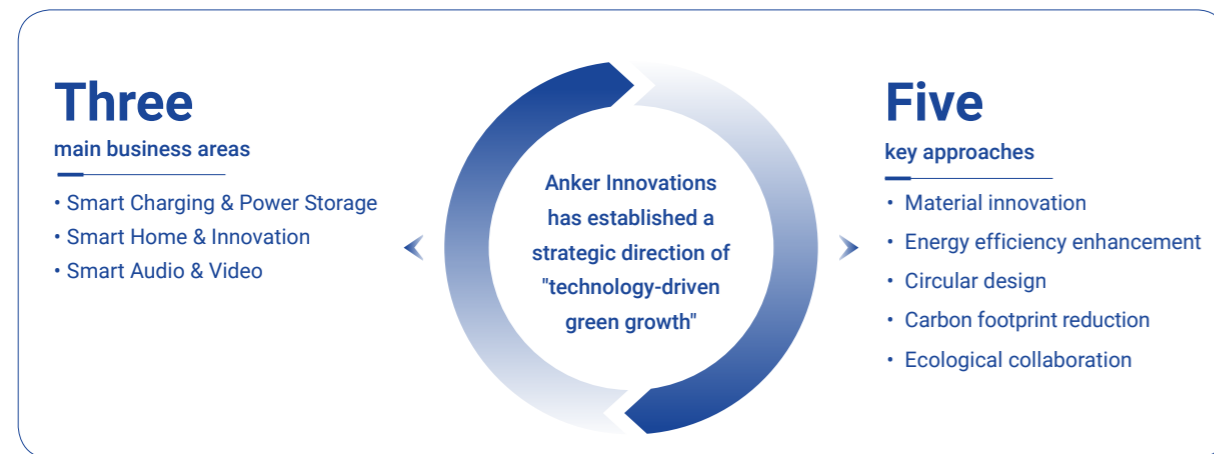 Three
main business areas
• Smart Charging & Power Storage
• Smart Home & Innovation
• Smart Audio & Video
Anker Innovations
has established a
strategic direction of
"technology-driven
green growth"
Five
key approaches
• Material innovation
• Energy efficiency enhancement
• Circular design
• Carbon footprint reduction
• Ecological collaboration